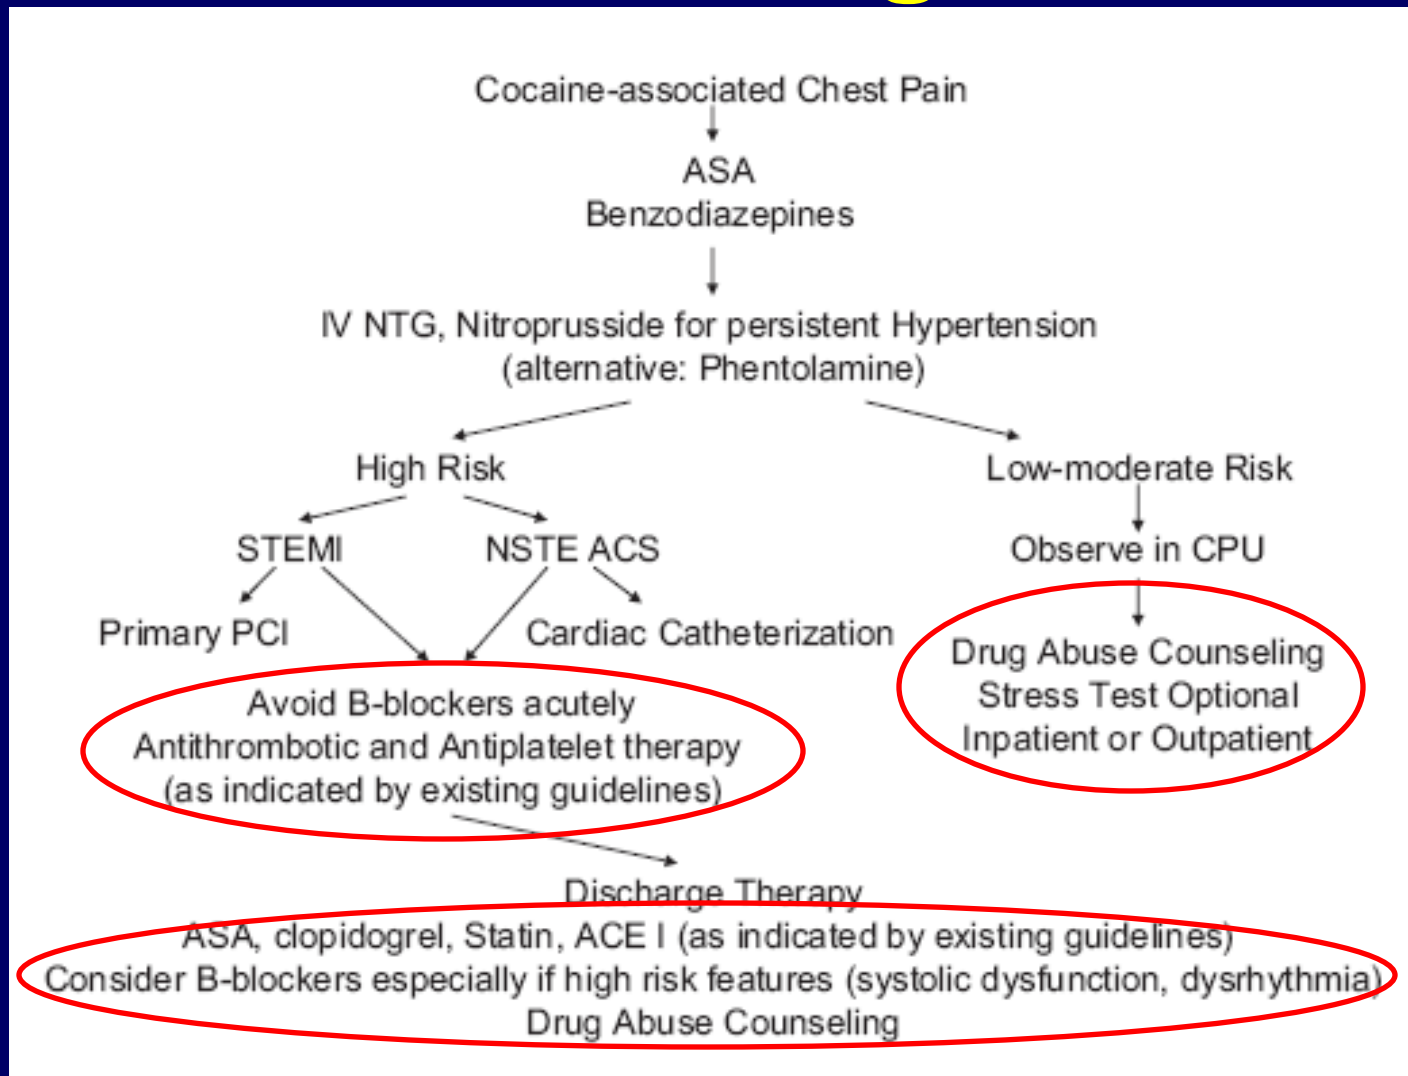 Cocaine-associated Chest Pain
ASA
Benzodiazepines
IV NTG, Nitroprusside for persistent Hypertension
(alternative: Phentolamine)
High Risk
Low-moderate Risk
STEMI
NSTE ACS
Observe in CPU
Primary PCI
Cardiac Catheterization
Drug Abuse Counseling
Stress Test Optional
Inpatient or Outpatient
Avoid B-blockers acutely
Antithrombotic and Antiplatelet therapy
(as indicated by existing guidelines)
Discharge Therapy
ASA, clopidogrel, Statin, ACE I (as indicated by existing guidelines)
Consider B-blockers especially if high risk features (systolic dysfunction, dysrhythmia)
Drug Abuse Counseling